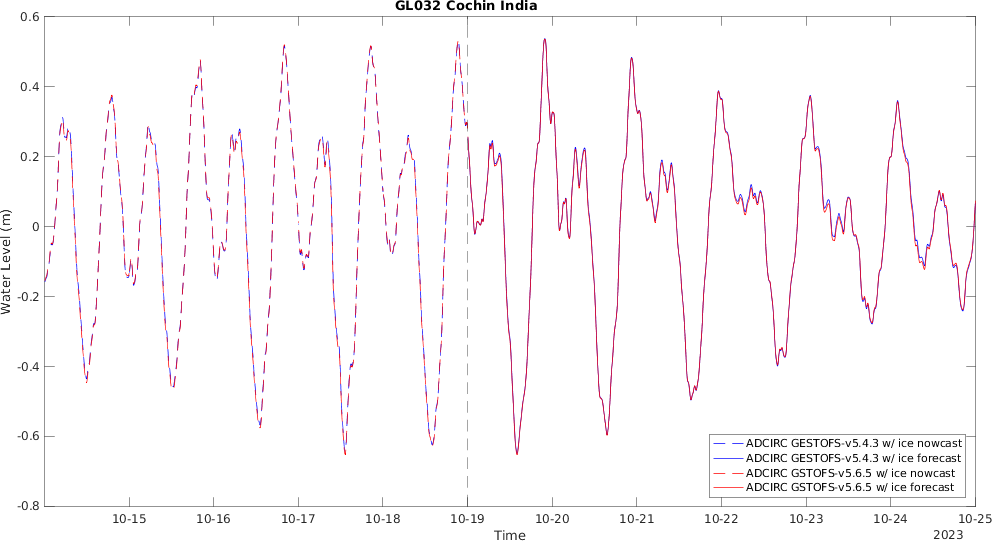 GL032 Cochin India
0.6
0.4
0.2
0
-0.2
-0.4
-0.6
-0.8
Water Level (m)
ADCIRC GESTOFS-v5.4.3 w/ ice nowcast
ADCIRC GESTOFS-v5.4.3 w/ ice forecast
ADCIRC GSTOFS-v5.6.5 w/ ice nowcast
ADCIRC GSTOFS-v5.6.5 w/ ice forecast
10-15 10-16 10-17 10-18 10-19 10-20 10-21 10-22 10-23 10-24 10-25
Time
2023